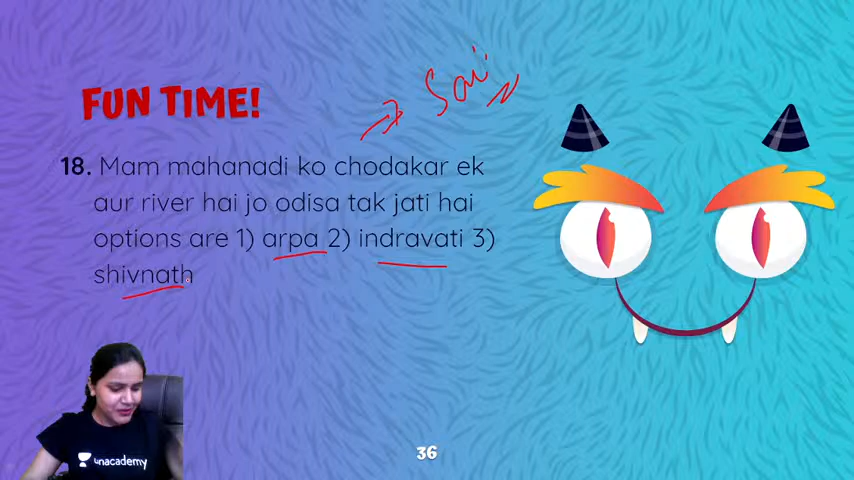 FUN TIME!
18. Mam mahanadi ko chodakar ek
aur river hai jo odisa tak jati hai
options are 1) arpa 2) indravati 3)
shivnath
unacademy
36